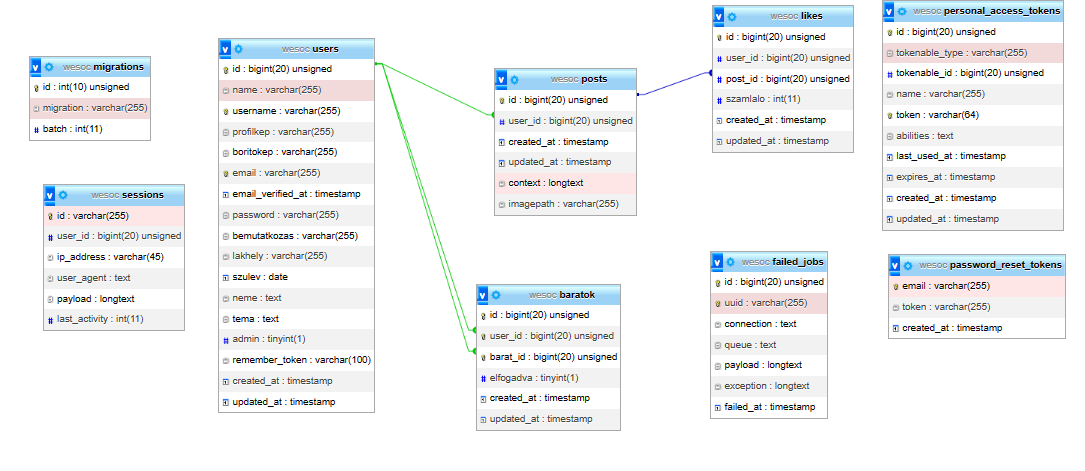 wesoc migrations
id : int(10) unsigned
migration : varchar(255)
batch : int(11)
wesoc sessions
id : varchar(255)
user_id : bigint(20) unsigned
ip_address : varchar(45)
user_agent : text
payload : longtext
last_activity : int(11)
wesoc users
id : bigint(20) unsigned
name : varchar(255)
username : varchar(255)
profilkep : varchar(255)
boritokep : varchar(255)
email : varchar(255)
email_verified_at : timestamp
password : varchar(255)
bemutatkozas : varchar(255)
lakhely : varchar(255)
szulev : date
neme : text
tema : text
admin : tinyint(1)
remember_token : varchar(100)
created_at : timestamp
updated_at : timestamp
wesoc posts
id : bigint(20) unsigned
user_id : bigint(20) unsigned
created_at : timestamp
updated_at : timestamp
context : longtext
imagepath : varchar(255)
wesoc baratok
id : bigint(20) unsigned
user_id : bigint(20) unsigned
barat_id : bigint(20) unsigned
elfogadva : tinyint(1)
created_at : timestamp
updated_at : timestamp
wesoc likes
id : bigint(20) unsigned
user_id : bigint(20) unsigned
post_id : bigint(20) unsigned
szamlalo : int(11)
created_at : timestamp
updated_at : timestamp
wesoc failed_jobs
id : bigint(20) unsigned
uuid : varchar(255)
connection : text
queue : text
payload : longtext
exception : longtext
failed_at : timestamp
wesoc personal_access_tokens
id : bigint(20) unsigned
tokenable_type : varchar(255)
tokenable_id : bigint(20) unsigned
name : varchar(255)
token : varchar(64)
abilities : text
last_used_at : timestamp
expires_at : timestamp
created_at : timestamp
updated_at : timestamp
wesoc password_reset_tokens
email : varchar(255)
token : varchar(255)
created_at : timestamp